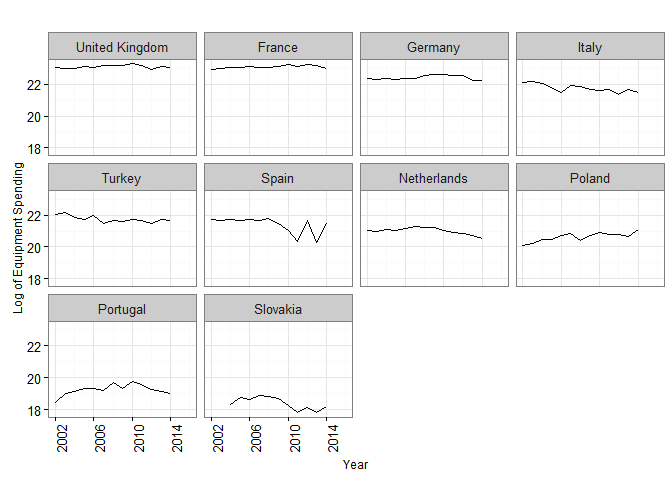 United Kingdom France Germany Italy
22
20
18
Turkey Spain Netherlands Poland
22
20
18
Portugal Slovakia
22
20
18
2002 2006 2010 2014 2002 2006 2010 2014
Log of Equipment Spending
Year